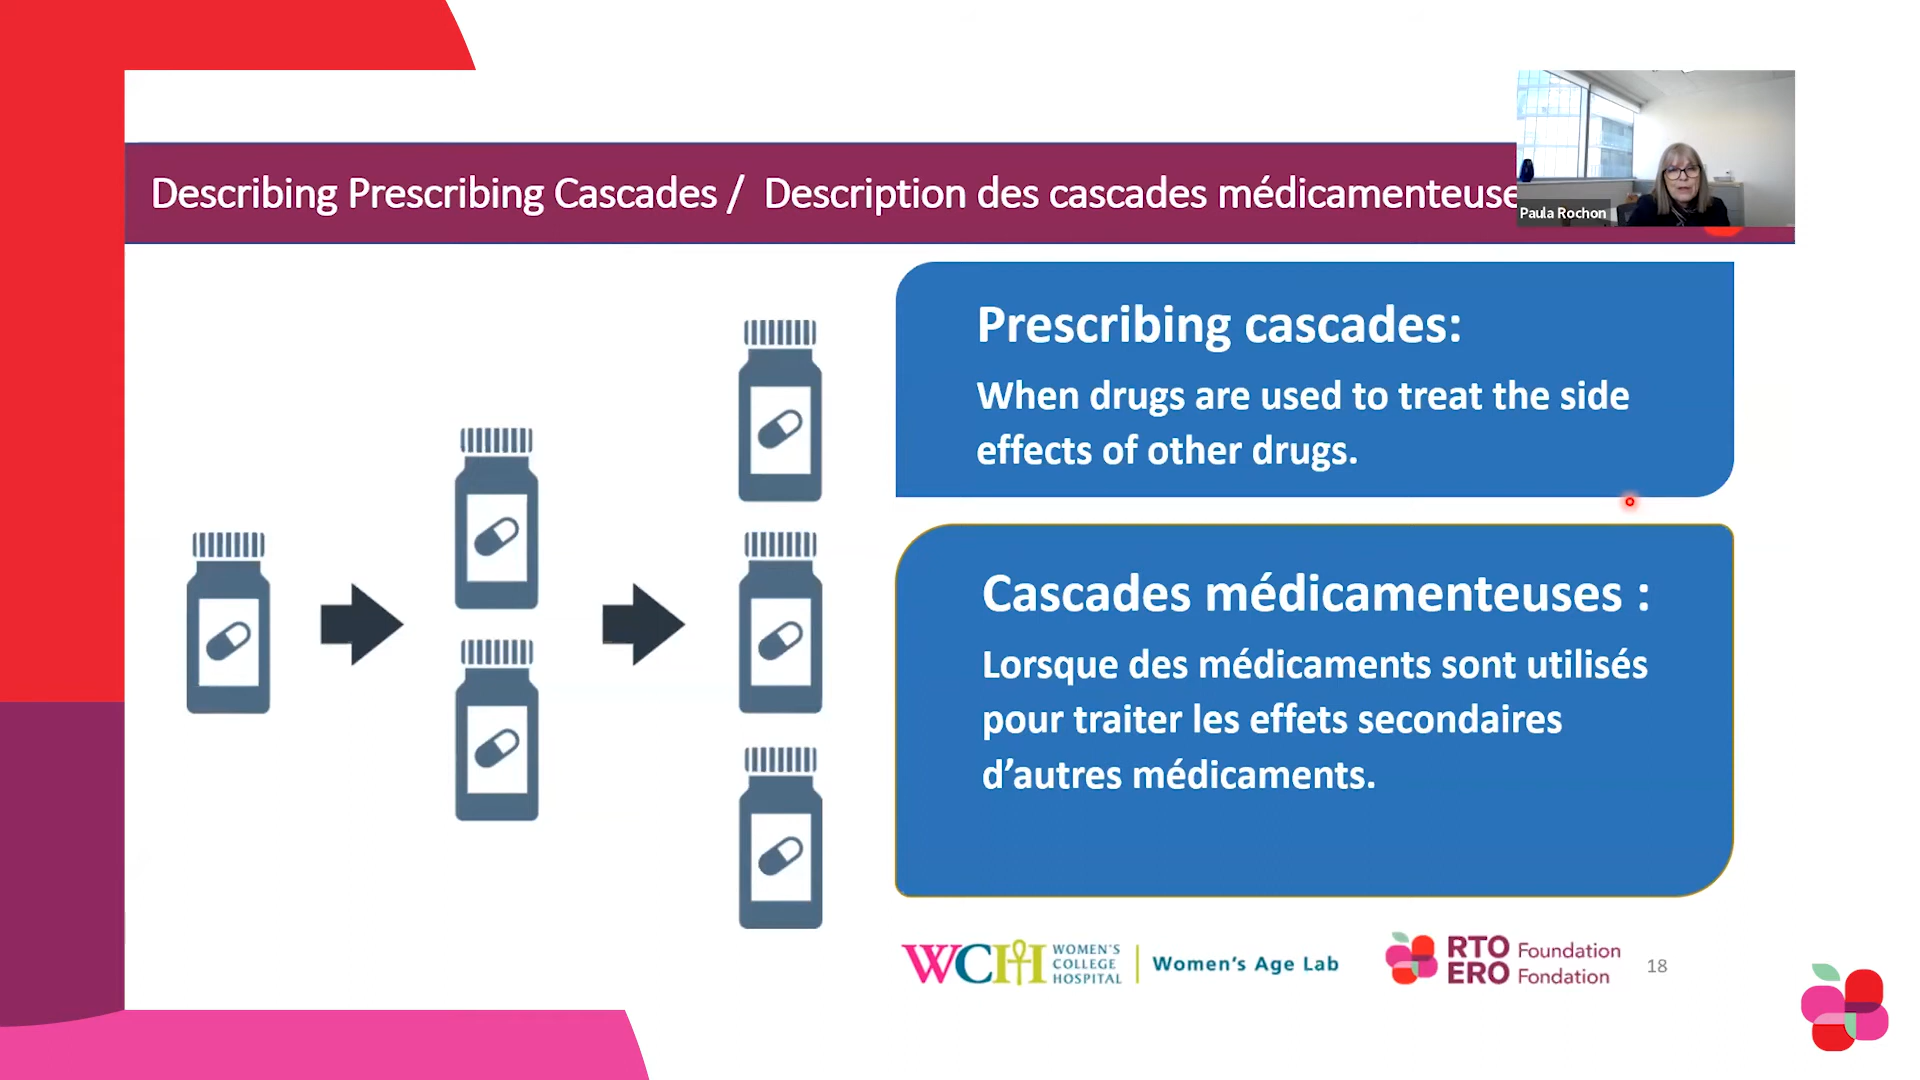 Describing Prescribing Cascades / Description des cascades médicamenteuse
Paula Rochon
Prescribing cascades:
When drugs are used to treat the side
effects of other drugs.
Cascades médicamenteuses :
Lorsque des médicaments sont utilisés
pour traiter les effets secondaires
d’autres médicaments.
WCH
WOMEN'S
COLLEGE
HOSPITAL
Women's Age Lab
RTO
ERO
Foundation
Fondation
18